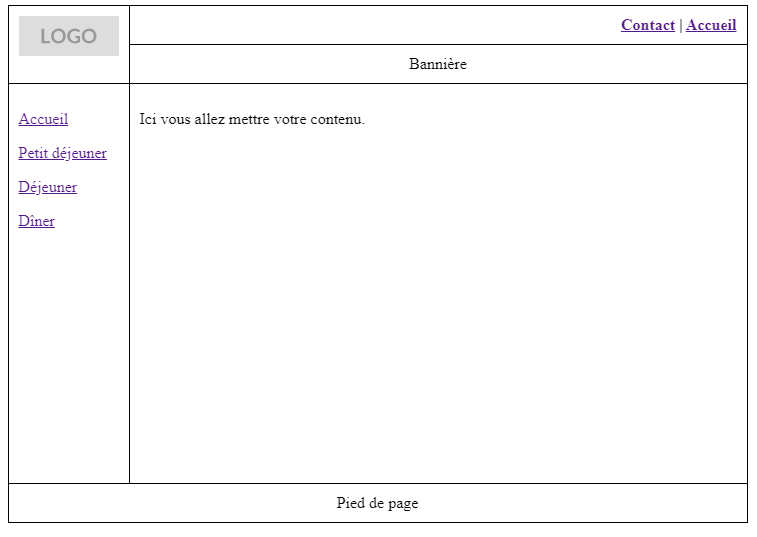 LOGO
Contact | Accueil
Bannière
Accueil
Petit déjeuner
Déjeuner
Dîner
Ici vous allez mettre votre contenu.
Pied de page